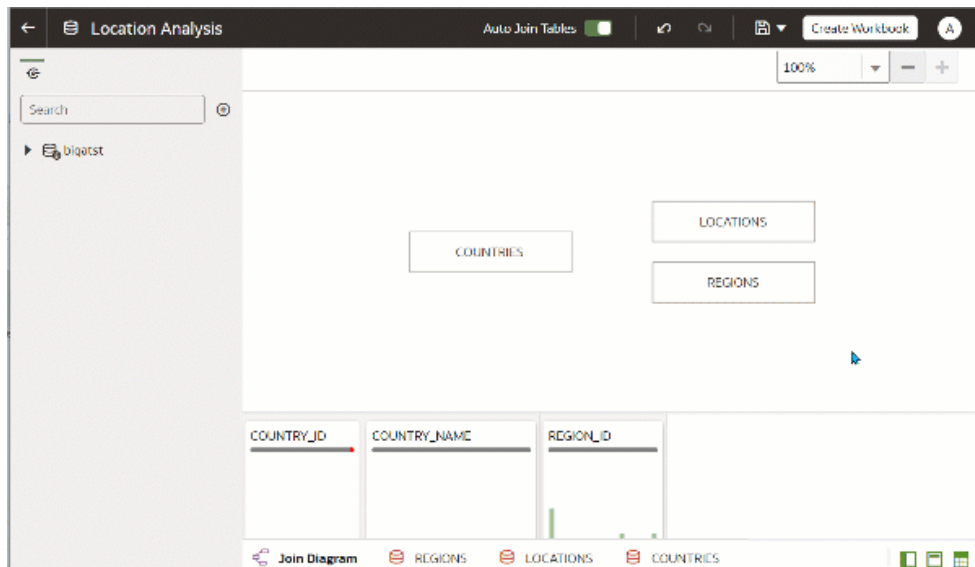 Location Analysis Auto Join Tables Create Workbook A
100%
Search
bigatst
LOCATIONS
COUNTRIES
REGIONS
COUNTRY_ID COUNTRY_NAME REGION_ID
Join Diagram REGIONS LOCATIONS COUNTRIES